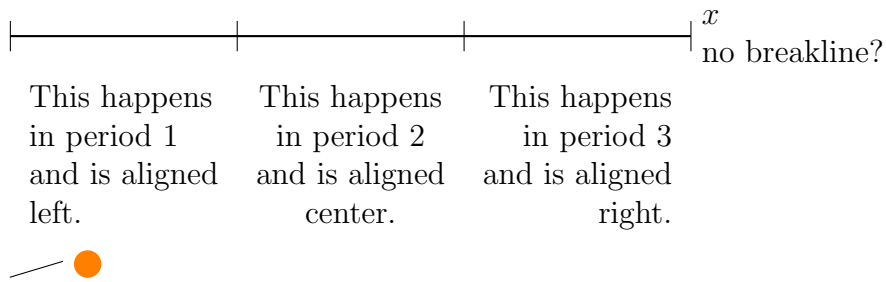 x
no breakline?
This happens
in period 1
and is aligned
left.
This happens
in period 2
and is aligned
center.
This happens
in period 3
and is aligned
right.